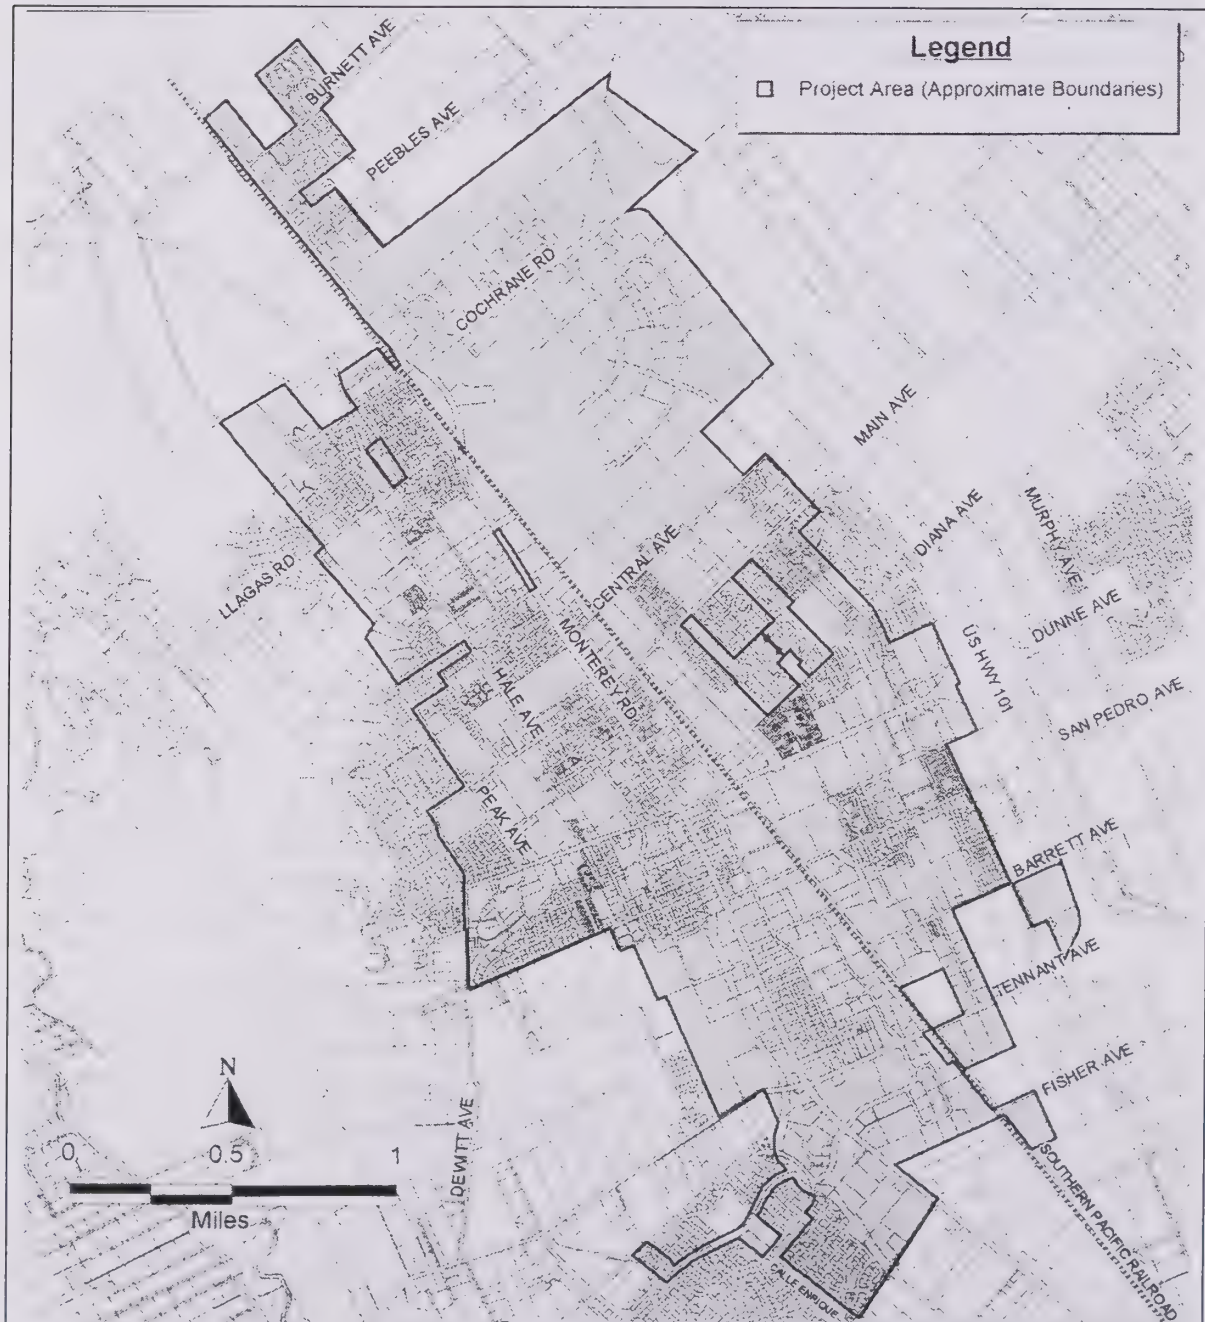 Legend
Project Area (Approximate Boundaries)
BURNETT AVE
PEEBLES AVE
COCHRANE RD
MAIN AVE
DIANA AVE
MURPHY AVE
DUNNE AVE
US HWY 101
SAN PEDRO AVE
LLAGAS RD
CENTRAL AVE
MONTEREY RD
HALE AVE
PEAK AVE
BARRETT AVE
TENNANT AVE
FISHER AVE
DEWITT AVE
SOUTHERN PACIFIC RAILROAD
CALLE ENRIQUE
N
0 0.5 1
Miles